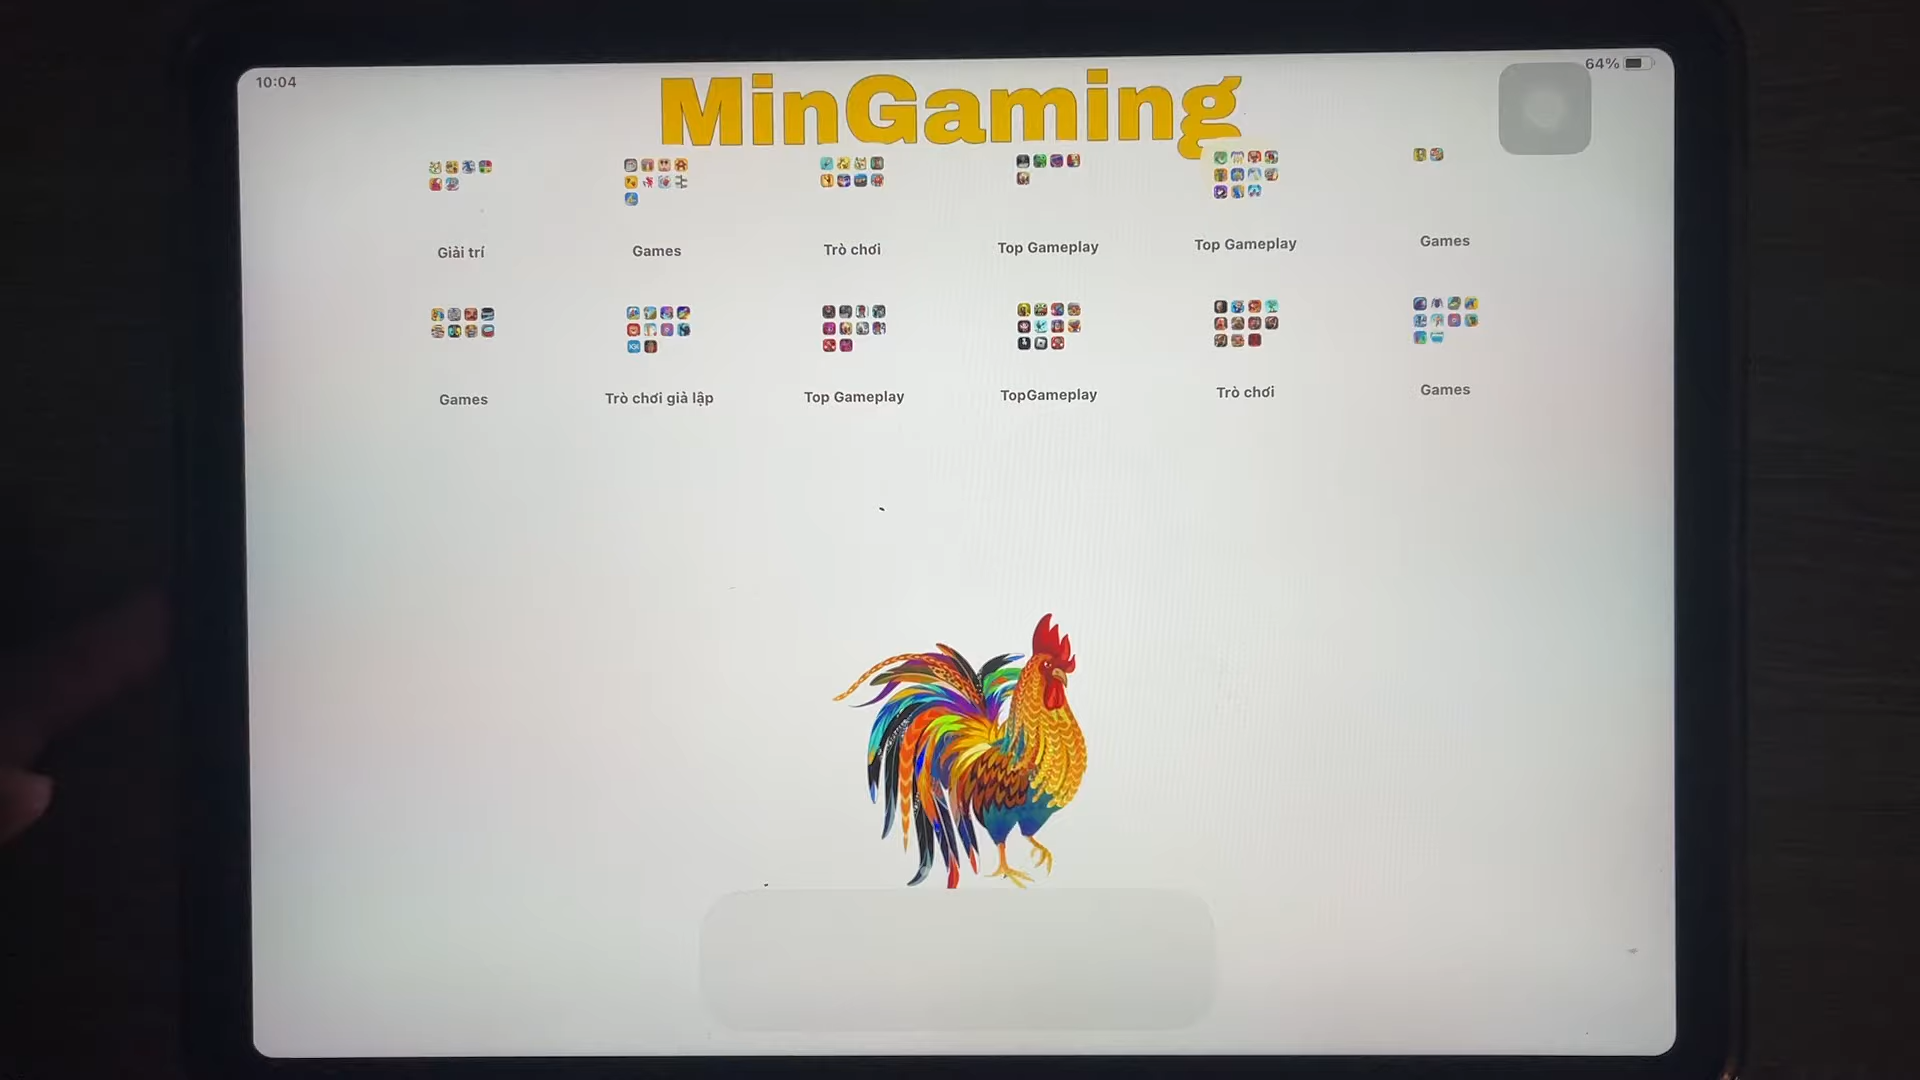 10:04
64%
MinGaming
Giải trí
Games
Trò chơi
Top Gameplay
Top Gameplay
Games
Games
Trò chơi giả lập
Top Gameplay
TopGameplay
Trò chơi
Games